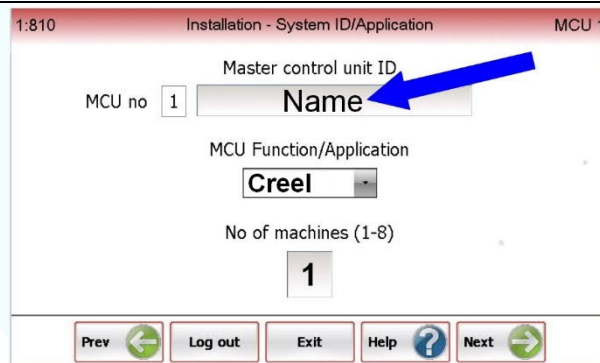 1:810 Installation - System ID/Application MCU 1
Master control unit ID
MCU no 1 Name
MCU Function/Application
Creel
No of machines (1-8)
1
Prev Log out Exit Help ? Next